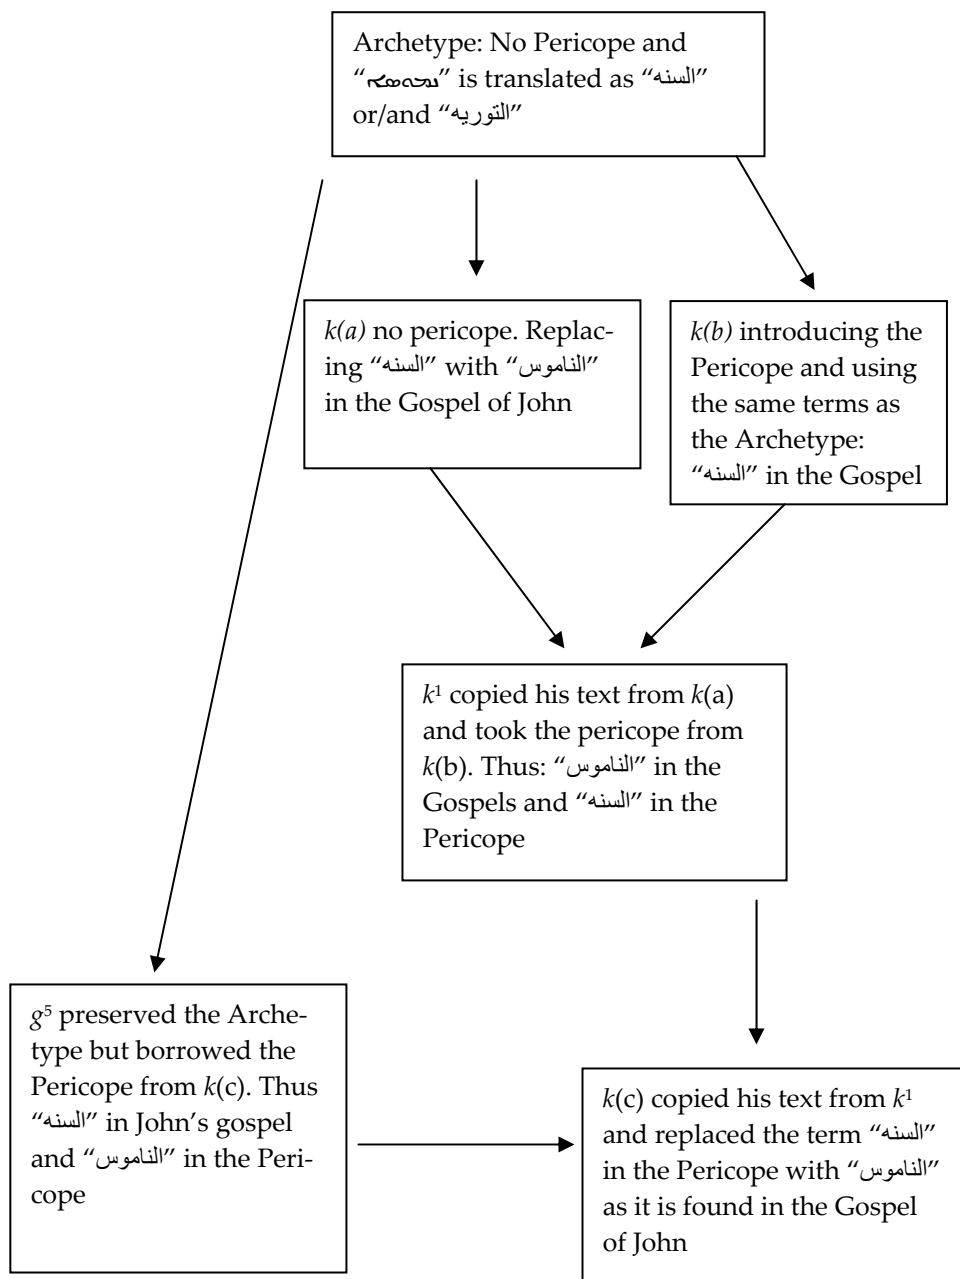 Archetype: No Pericope and
“ܢܡܘܣܐ” is translated as “السنه”
or/and “التوريه”
k(a) no pericope. Replac-
ing “السنه” with “الناموس”
in the Gospel of John
k(b) introducing the
Pericope and using
the same terms as
the Archetype:
“السنه” in the Gospel
k¹ copied his text from k(a)
and took the pericope from
k(b). Thus: “الناموس” in the
Gospels and “السنه” in the
Pericope
g⁵ preserved the Arche-
type but borrowed the
Pericope from k(c). Thus
“السنه” in John’s gospel
and “الناموس” in the Peri-
cope
k(c) copied his text from k¹
and replaced the term “السنه”
in the Pericope with “الناموس”
as it is found in the Gospel
of John